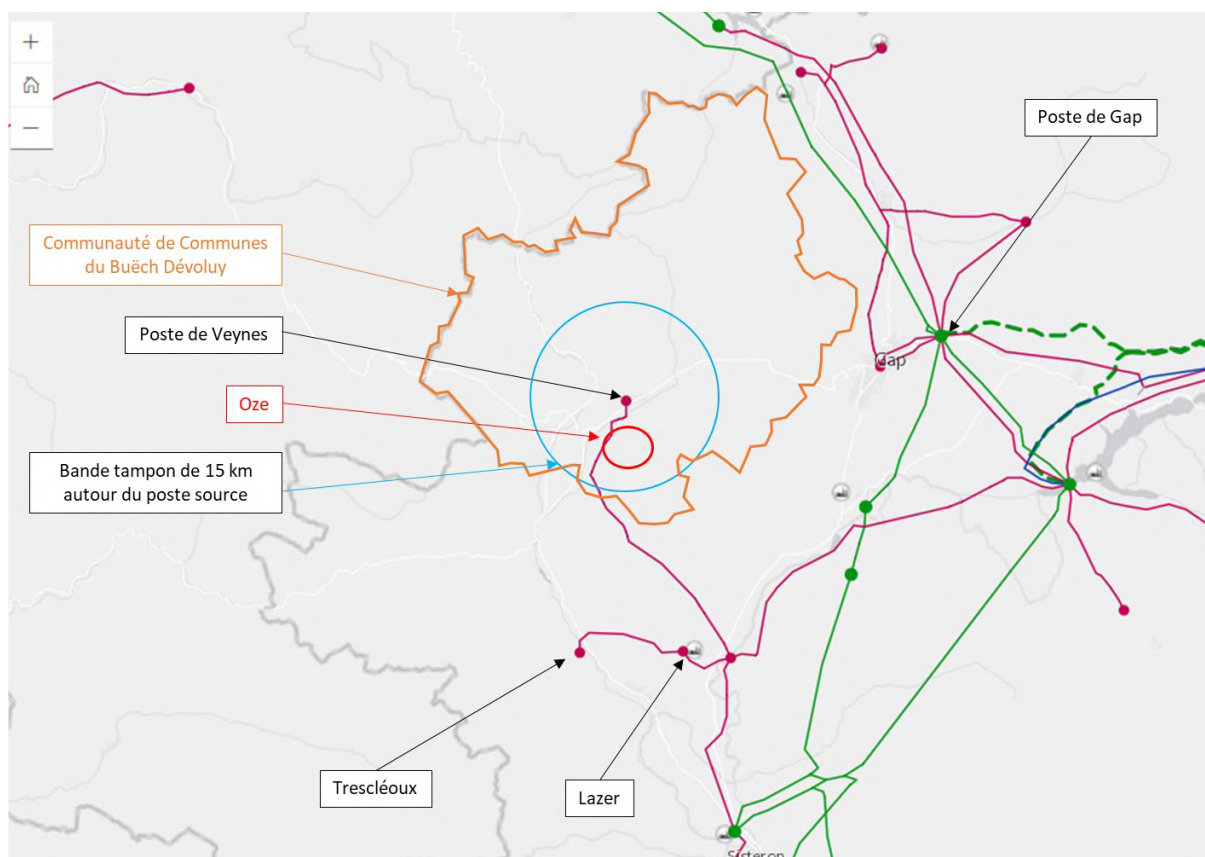 +
−
Poste de Gap
Communauté de Communes
du Buëch Dévoluy
Poste de Veynes
Gap
Oze
Bande tampon de 15 km
autour du poste source
Trescléoux
Lazer
Sisteron